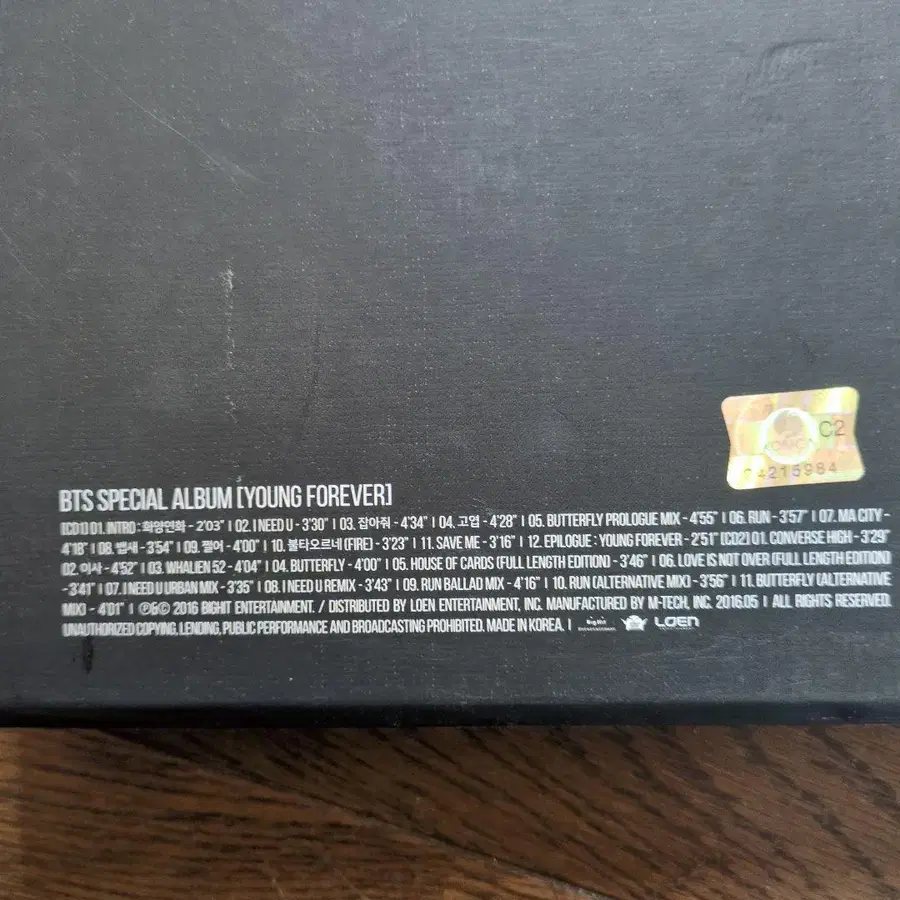 C2
04215984
BTS SPECIAL ALBUM [YOUNG FOREVER]
[CD1] 01. INTRO : 화양연화 - 2'03" | 02. I NEED U - 3'30" | 03. 잡아줘 - 4'34" | 04. 고엽 - 4'28" | 05. BUTTERFLY PROLOGUE MIX - 4'55" | 06. RUN - 3'57" | 07. MA CITY -
4'18" | 08. 뱁새 - 3'54" | 09. 쩔어 - 4'00" | 10. 불타오르네 (FIRE) - 3'23" | 11. SAVE ME - 3'16" | 12. EPILOGUE : YOUNG FOREVER - 2'51" [CD2] 01. CONVERSE HIGH - 3'29"
02. 이사 - 4'52" | 03. WHALIEN 52 - 4'04" | 04. BUTTERFLY - 4'00" | 05. HOUSE OF CARDS (FULL LENGTH EDITION) - 3'46" | 06. LOVE IS NOT OVER (FULL LENGTH EDITION)
- 3'41" | 07. I NEED U URBAN MIX - 3'35" | 08. I NEED U REMIX - 3'43" | 09. RUN BALLAD MIX - 4'16" | 10. RUN (ALTERNATIVE MIX) - 3'56" | 11. BUTTERFLY (ALTERNATIVE
MIX) - 4'01" | ℗&© 2016 BIGHIT ENTERTAINMENT. / DISTRIBUTED BY LOEN ENTERTAINMENT, INC. MANUFACTURED BY M-TECH, INC. 2016.05 | ALL RIGHTS RESERVED.
UNAUTHORIZED COPYING, LENDING, PUBLIC PERFORMANCE AND BROADCASTING PROHIBITED. MADE IN KOREA. | Big Hit Entertainment LOEN